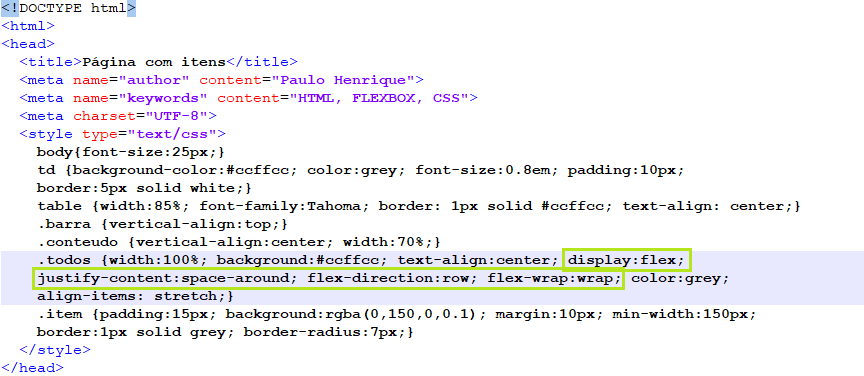 <!DOCTYPE html>
<html>
<head>
<title>Página com itens</title>
<meta name="author" content="Paulo Henrique">
<meta name="keywords" content="HTML, FLEXBOX, CSS">
<meta charset="UTF-8">
<style type="text/css">
body{font-size:25px;}
td {background-color:#ccffcc; color:grey; font-size:0.8em; padding:10px;
border:5px solid white;}
table {width:85%; font-family:Tahoma; border: 1px solid #ccffcc; text-align: center;}
.barra {vertical-align:top;}
.conteudo {vertical-align:center; width:70%;}
.todos {width:100%; background:#ccffcc; text-align:center; display:flex;
justify-content:space-around; flex-direction:row; flex-wrap:wrap; color:grey;
align-items: stretch;}
.item {padding:15px; background:rgba(0,150,0,0.1); margin:10px; min-width:150px;
border:1px solid grey; border-radius:7px;}
</style>
</head>